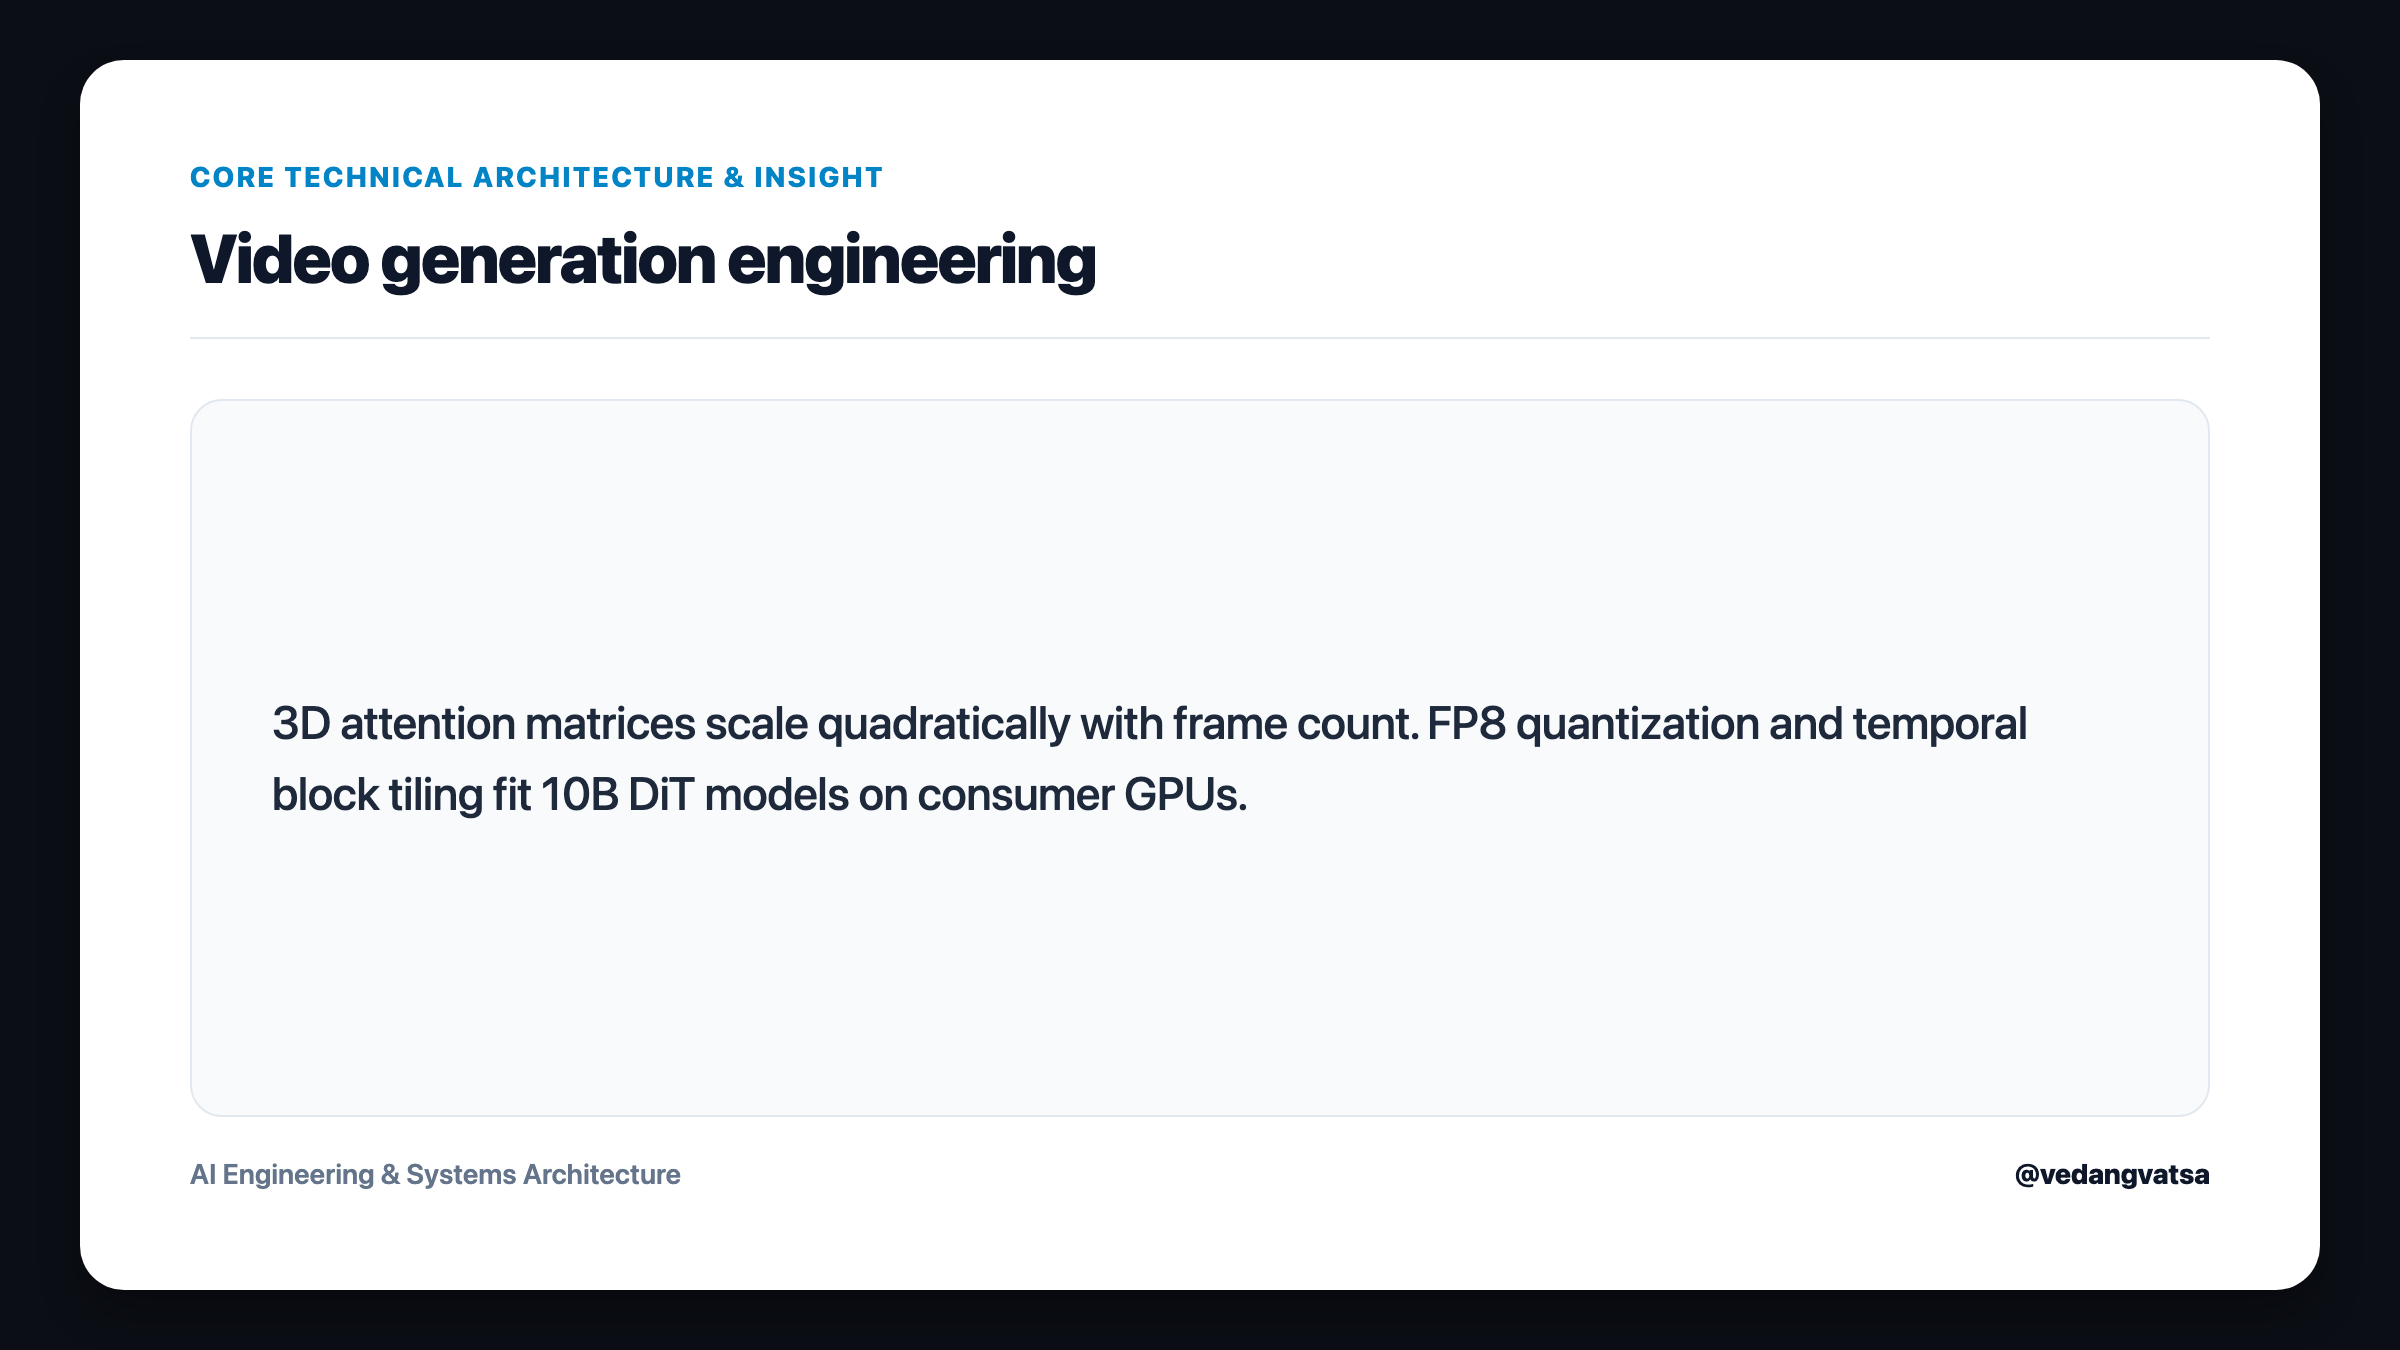 CORE TECHNICAL ARCHITECTURE & INSIGHT
Video generation engineering
3D attention matrices scale quadratically with frame count. FP8 quantization and temporal
block tiling fit 10B DiT models on consumer GPUs.
AI Engineering & Systems Architecture
@vedangvatsa